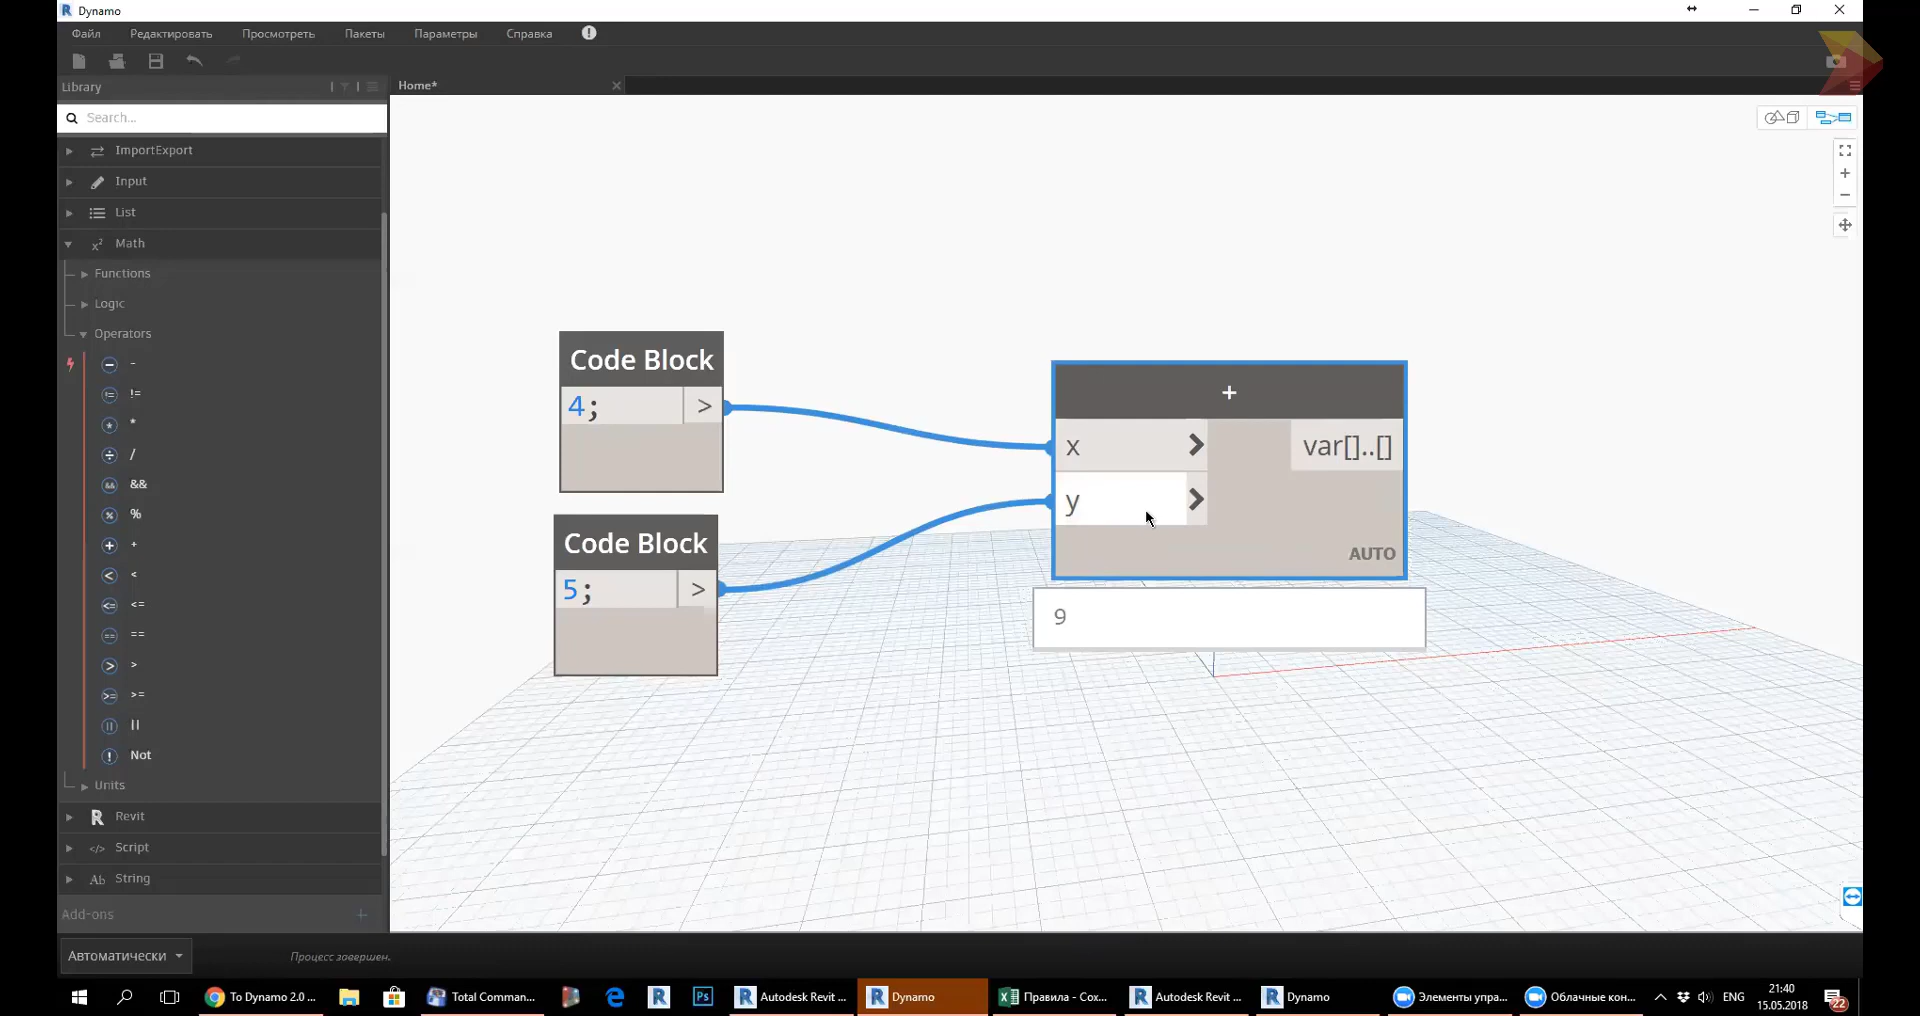 Dynamo
Файл Редактировать Просмотреть Пакеты Параметры Справка
Library
Home*
Search...
ImportExport
Input
List
Math
Functions
Logic
Operators
-
!=
*
/
&&
%
+
<
<=
==
>
>=
||
Not
Units
Revit
Script
Ab String
Add-ons +
Code Block
4; >
Code Block
5; >
+
x var[]..[]
y
AUTO
9
Автоматически
Процесс завершен.
To Dynamo 2.0 ...
Total Comman...
Ps
Autodesk Revit ...
Dynamo
Правила - Сох...
Autodesk Revit ...
Dynamo
Элементы упра...
Облачные кон...
ENG
21:40
15.05.2018
22